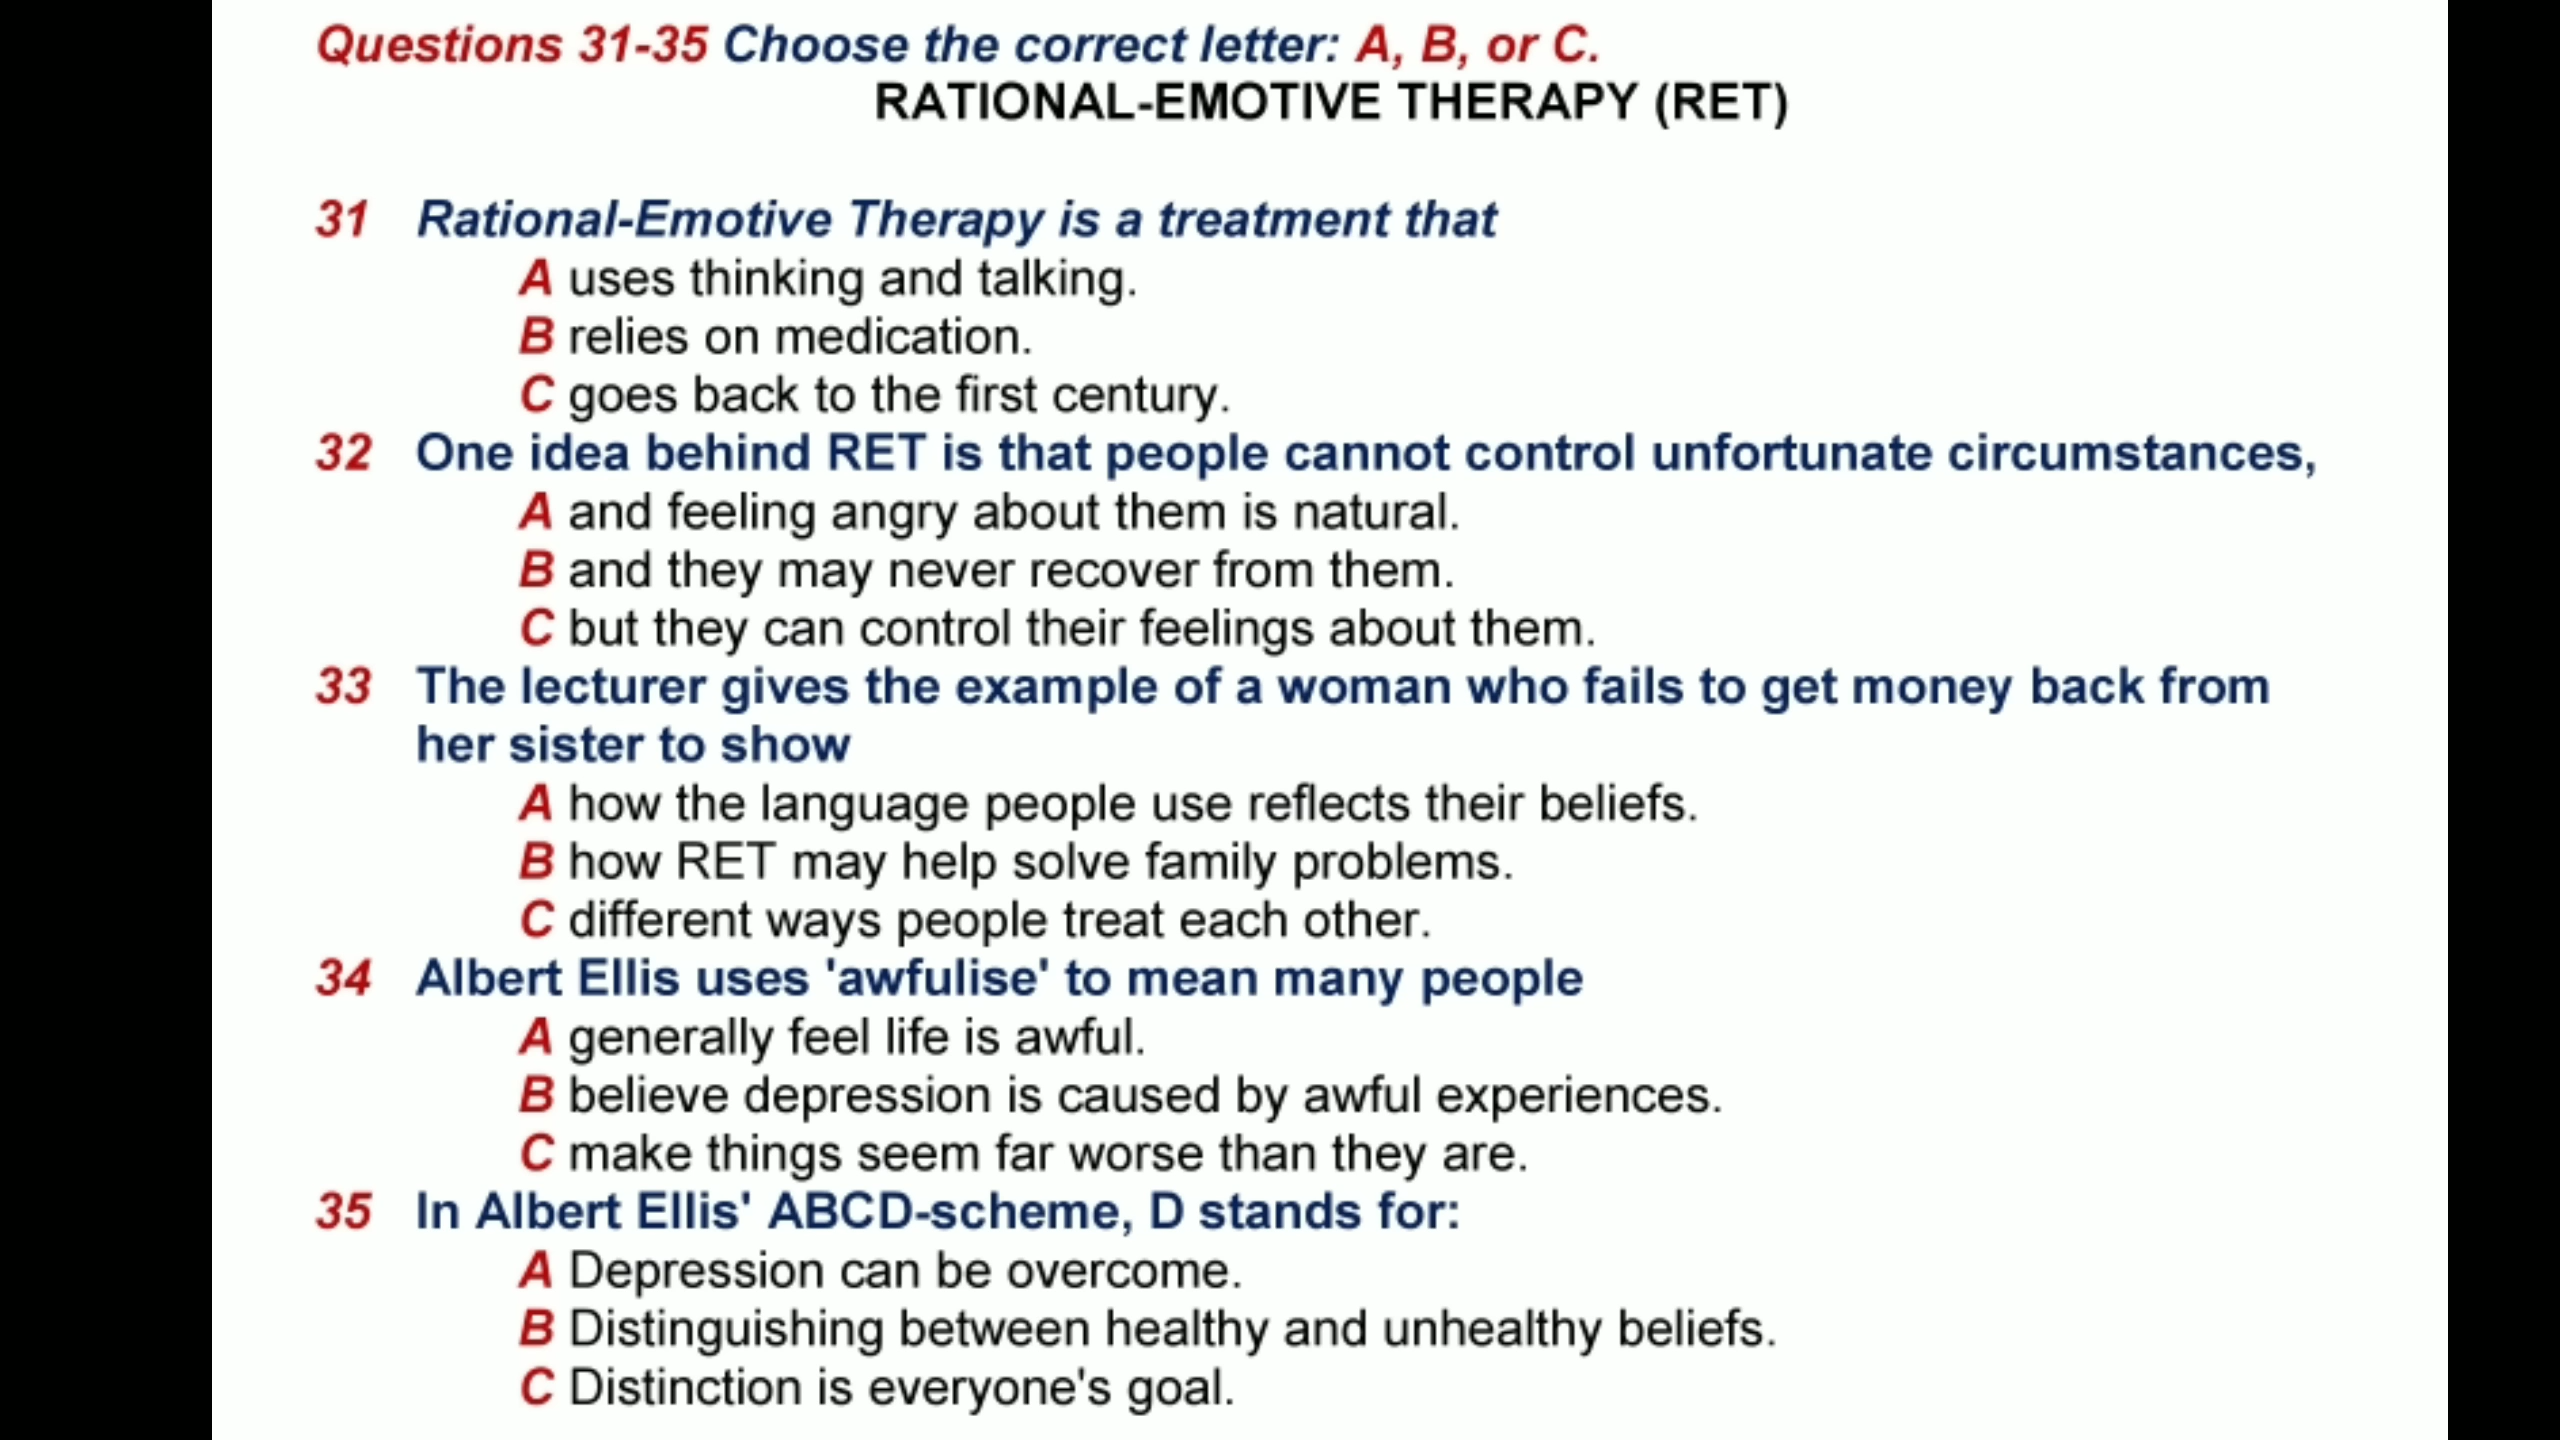 Questions 31-35 Choose the correct letter: A, B, or C.
RATIONAL-EMOTIVE THERAPY (RET)
31 Rational-Emotive Therapy is a treatment that
A uses thinking and talking.
B relies on medication.
C goes back to the first century.
32 One idea behind RET is that people cannot control unfortunate circumstances,
A and feeling angry about them is natural.
B and they may never recover from them.
C but they can control their feelings about them.
33 The lecturer gives the example of a woman who fails to get money back from
her sister to show
A how the language people use reflects their beliefs.
B how RET may help solve family problems.
C different ways people treat each other.
34 Albert Ellis uses 'awfulise' to mean many people
A generally feel life is awful.
B believe depression is caused by awful experiences.
C make things seem far worse than they are.
35 In Albert Ellis' ABCD-scheme, D stands for:
A Depression can be overcome.
B Distinguishing between healthy and unhealthy beliefs.
C Distinction is everyone's goal.